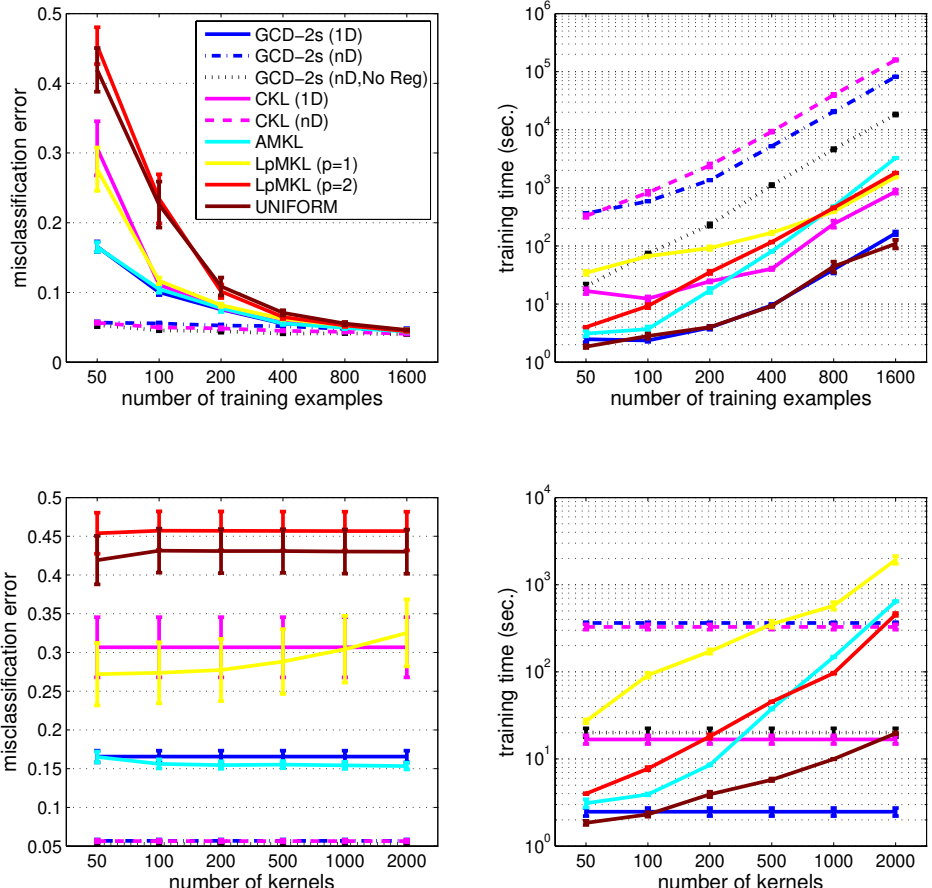 0.5
0.4
0.3
0.2
0.1
0
50 100 200 400 800 1600
number of training examples
misclassification error
GCD−2s (1D)
GCD−2s (nD)
GCD−2s (nD,No Reg)
CKL (1D)
CKL (nD)
AMKL
LpMKL (p=1)
LpMKL (p=2)
UNIFORM
10^6
10^5
10^4
10^3
10^2
10^1
10^0
50 100 200 400 800 1600
number of training examples
training time (sec.)
0.5
0.45
0.4
0.35
0.3
0.25
0.2
0.15
0.1
0.05
50 100 200 500 1000 2000
number of kernels
misclassification error
10^4
10^3
10^2
10^1
10^0
50 100 200 500 1000 2000
number of kernels
training time (sec.)